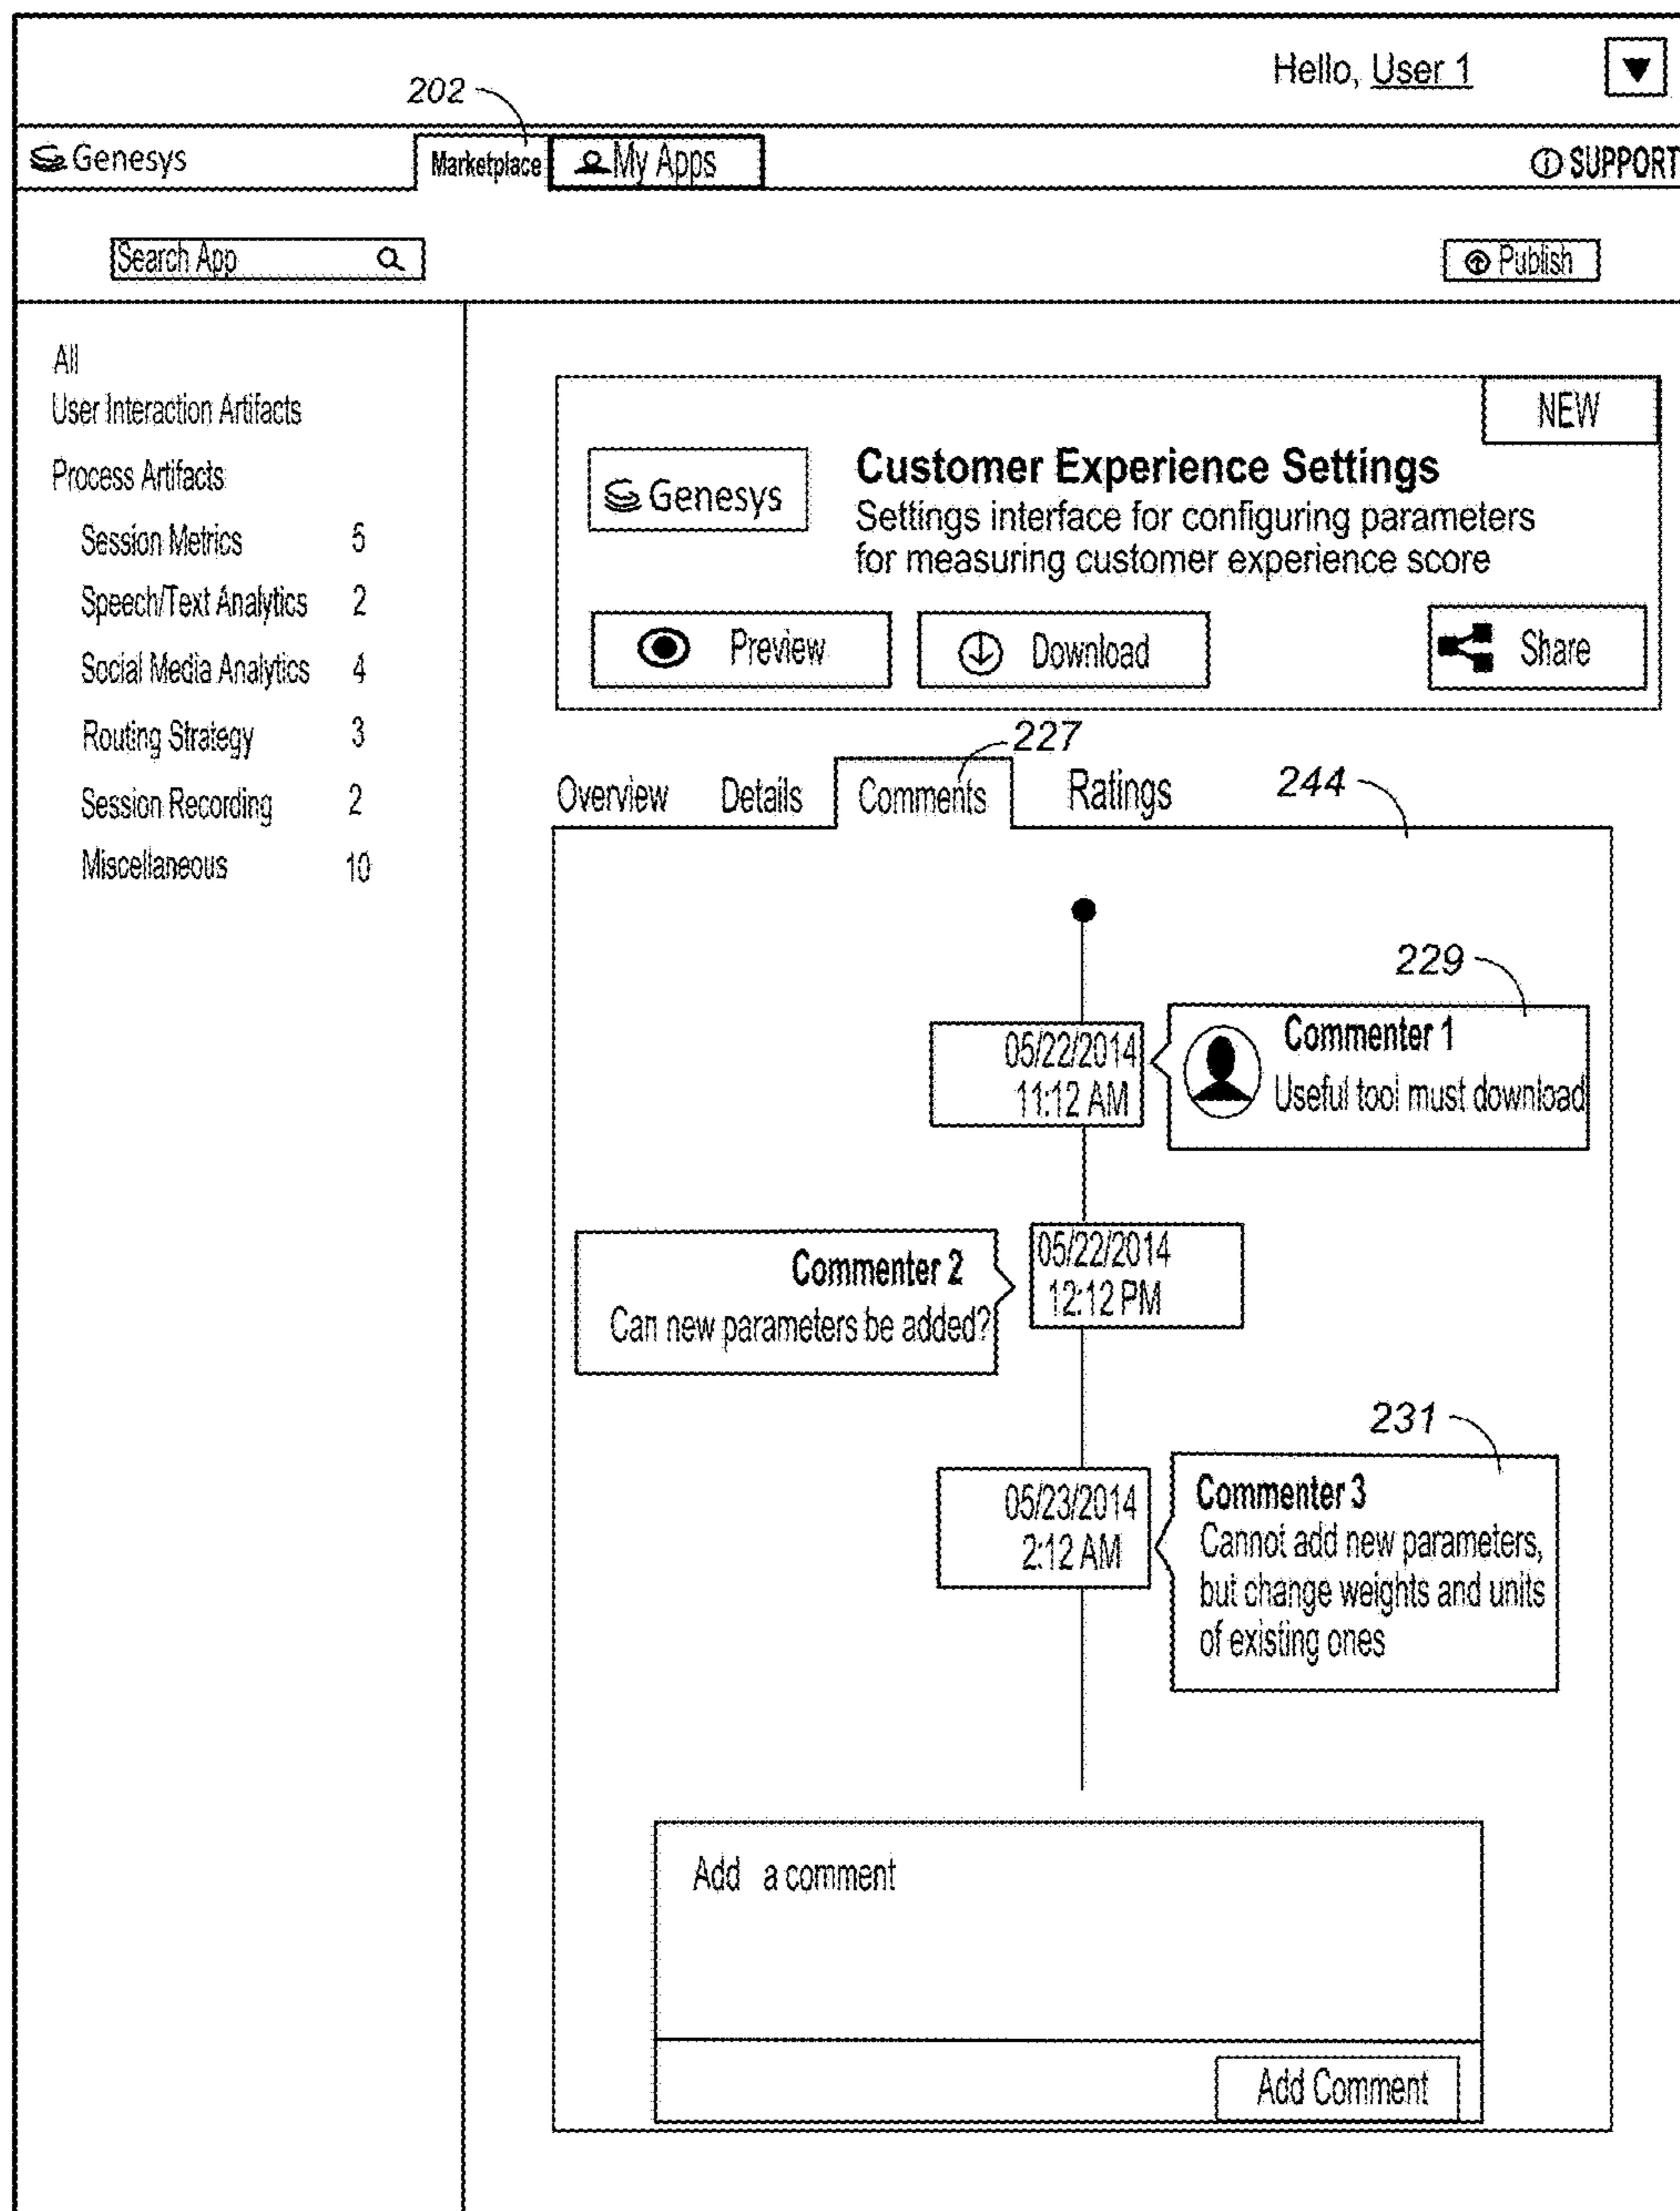 Hello, User 1
202
Genesys
Marketplace
My Apps
SUPPORT
Search App
Publish
All
User Interaction Artifacts
Process Artifacts
Session Metrics 5
Speech/Text Analytics 2
Social Media Analytics 4
Routing Strategy 3
Session Recording 2
Miscellaneous 10
NEW
Genesys
Customer Experience Settings
Settings interface for configuring parameters
for measuring customer experience score
Preview
Download
Share
227
Overview
Details
Comments
Ratings
244
229
05/22/2014
11:12 AM
Commenter 1
Useful tool must download
Commenter 2
Can new parameters be added?
05/22/2014
12:12 PM
231
05/23/2014
2:12 AM
Commenter 3
Cannot add new parameters,
but change weights and units
of existing ones
Add a comment
Add Comment